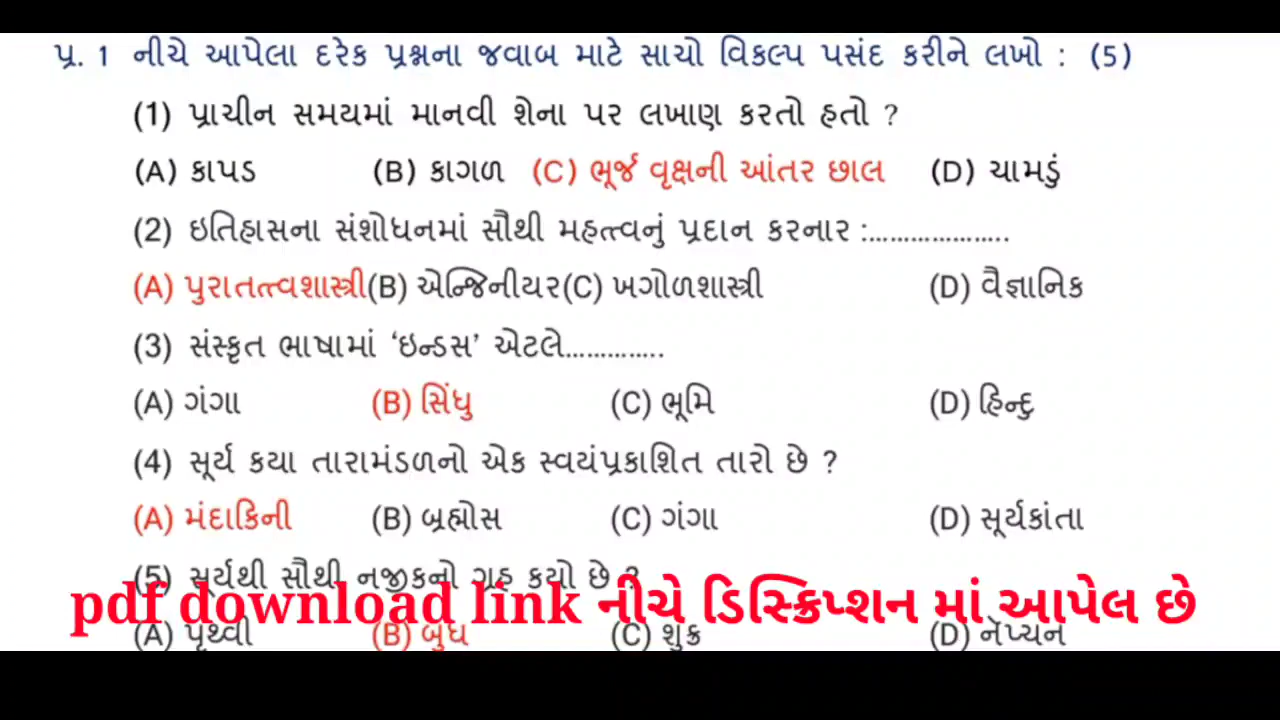 પ્ર. 1 નીચે આપેલા દરેક પ્રશ્નના જવાબ માટે સાચો વિકલ્પ પસંદ કરીને લખો : (5)
(1) પ્રાચીન સમયમાં માનવી શેના પર લખાણ કરતો હતો ?
(A) કાપડ (B) કાગળ (C) ભૂર્જ વૃક્ષની આંતર છાલ (D) ચામડું
(2) ઇતિહાસના સંશોધનમાં સૌથી મહત્ત્વનું પ્રદાન કરનાર :...................
(A) પુરાતત્ત્વશાસ્ત્રી(B) એન્જિનીયર(C) ખગોળશાસ્ત્રી (D) વૈજ્ઞાનિક
(3) સંસ્કૃત ભાષામાં ‘ઇન્ડસ’ એટલે..............
(A) ગંગા (B) સિંધુ (C) ભૂમિ (D) હિન્દુ
(4) સૂર્ય કયા તારામંડળનો એક સ્વયંપ્રકાશિત તારો છે ?
(A) મંદાકિની (B) બ્રહ્મોસ (C) ગંગા (D) સૂર્યકાંતા
(5) સૂર્યથી સૌથી નજીકનો ગ્રહ કયો છે ?
pdf download link નીચે ડિસ્ક્રિપ્શન માં આપેલ છે
(A) પૃથ્વી (B) બુધ (C) શુક્ર (D) નેપ્ચૂન